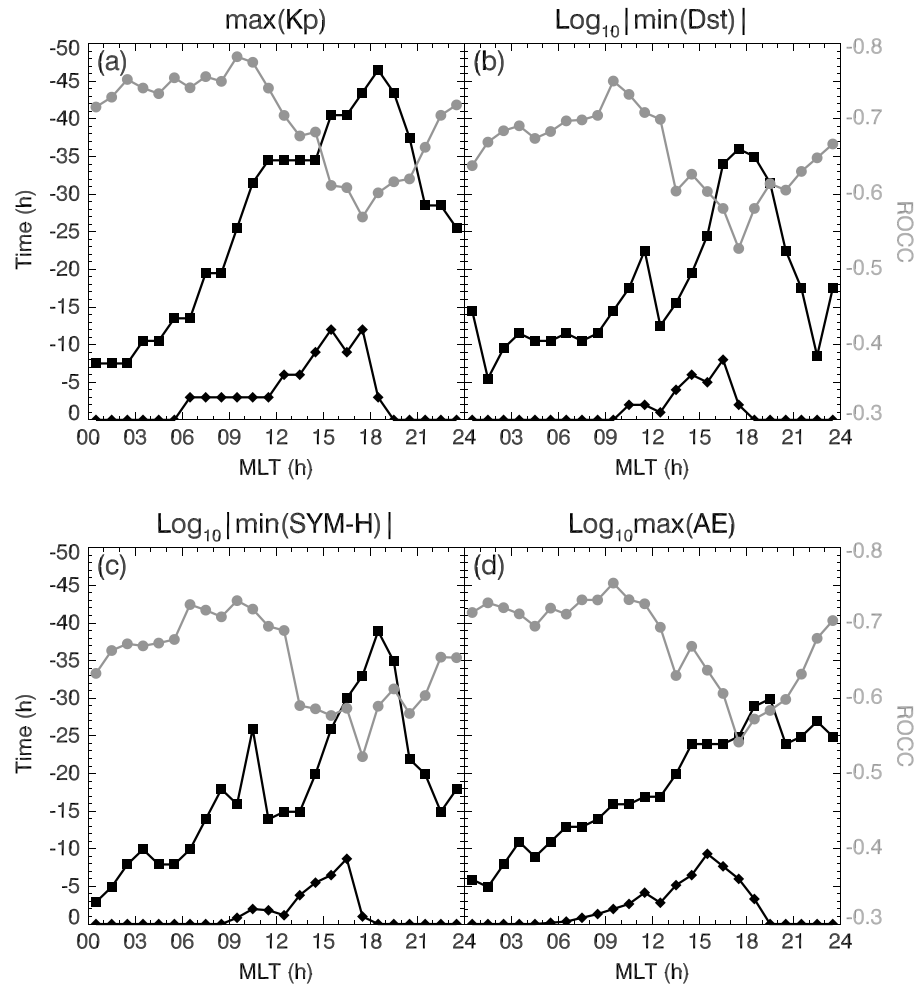 max(Kp)
Log₁₀|min(Dst)|
-50
-45
-40
-35
-30
-25
-20
-15
-10
-5
0
Time (h)
(a)
(b)
-0.8
-0.7
-0.6
-0.5
-0.4
-0.3
ROCC
00 03 06 09 12 15 18 21 24 03 06 09 12 15 18 21 24
MLT (h)
MLT (h)
Log₁₀|min(SYM-H)|
Log₁₀max(AE)
-50
-45
-40
-35
-30
-25
-20
-15
-10
-5
0
Time (h)
(c)
(d)
-0.8
-0.7
-0.6
-0.5
-0.4
-0.3
ROCC
00 03 06 09 12 15 18 21 24 03 06 09 12 15 18 21 24
MLT (h)
MLT (h)